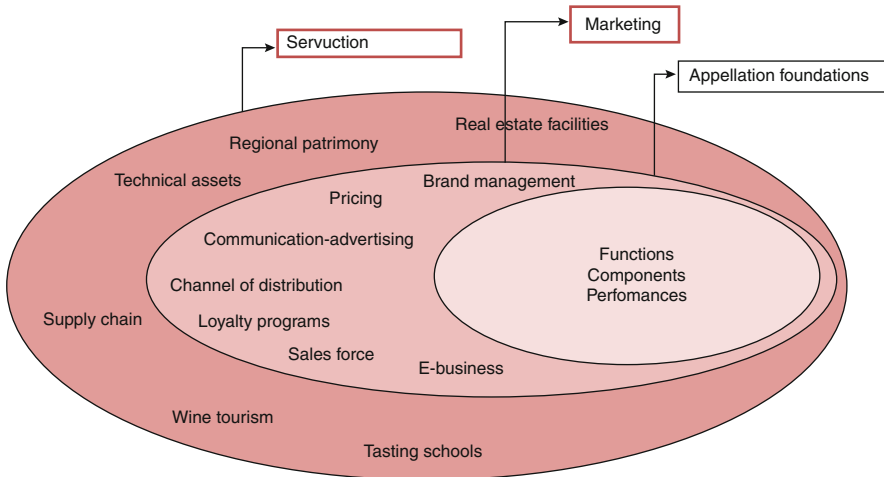 Marketing
Servuction
Appellation foundations
Real estate facilities
Regional patrimony
Technical assets
Brand management
Pricing
Communication-advertising
Functions
Components
Perfomances
Channel of distribution
Supply chain
Loyalty programs
Sales force
E-business
Wine tourism
Tasting schools